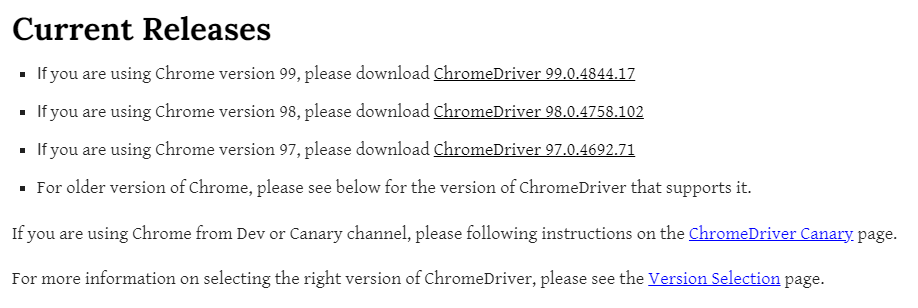 Current Releases
If you are using Chrome version 99, please download ChromeDriver 99.0.4844.17
If you are using Chrome version 98, please download ChromeDriver 98.0.4758.102
If you are using Chrome version 97, please download ChromeDriver 97.0.4692.71
For older version of Chrome, please see below for the version of ChromeDriver that supports it.
If you are using Chrome from Dev or Canary channel, please following instructions on the ChromeDriver Canary page.
For more information on selecting the right version of ChromeDriver, please see the Version Selection page.